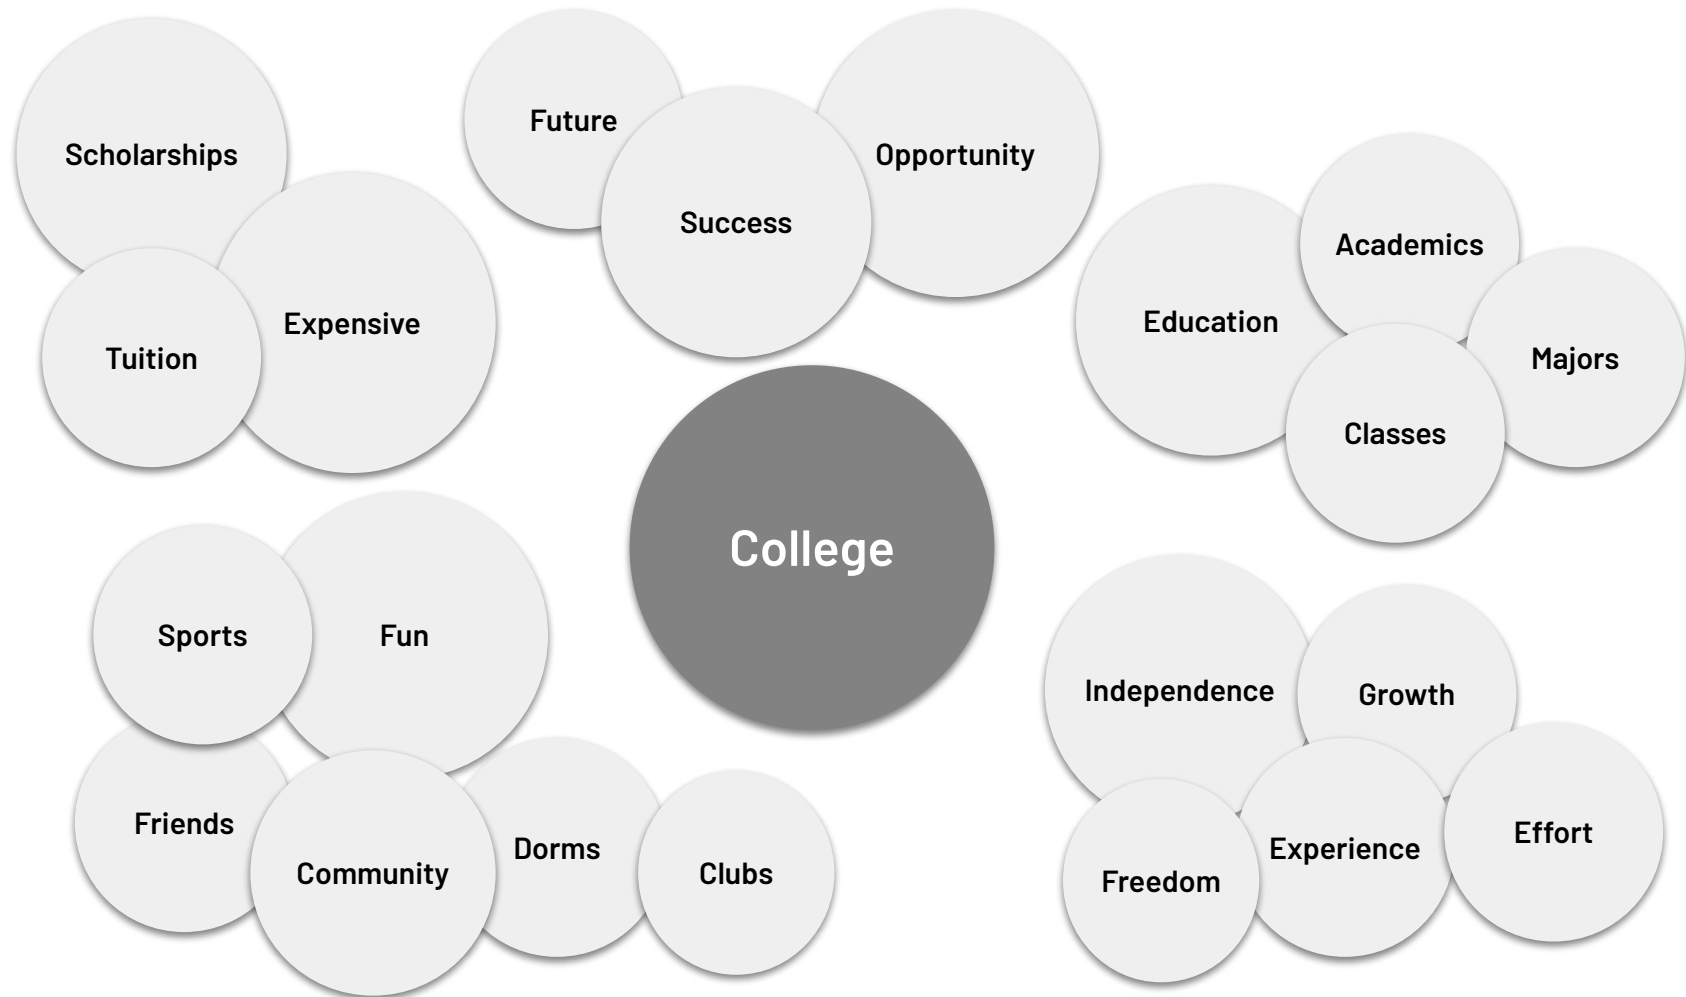 Scholarships
Tuition
Expensive
Future
Success
Opportunity
Education
Academics
Majors
Classes
College
Sports
Fun
Friends
Community
Dorms
Clubs
Independence
Growth
Freedom
Experience
Effort